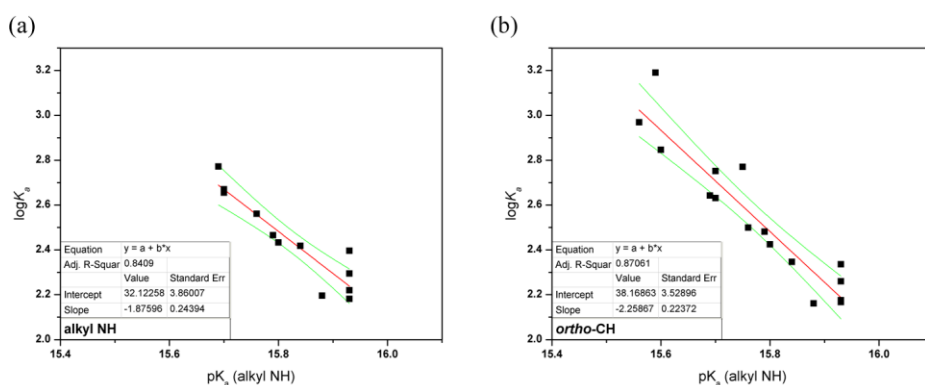 (a)
3.2
3.0
2.8
2.6
2.4
2.2
2.0
logKa
Equation y = a + b*x
Adj. R-Squar 0.8409
Value Standard Err
Intercept 32.12258 3.86007
Slope -1.87596 0.24394
alkyl NH
15.4 15.6 15.8 16.0
pKa (alkyl NH)
(b)
3.2
3.0
2.8
2.6
2.4
2.2
2.0
logKa
Equation y = a + b*x
Adj. R-Squar 0.87061
Value Standard Err
Intercept 38.16863 3.52896
Slope -2.25867 0.22372
ortho-CH
15.4 15.6 15.8 16.0
pKa (alkyl NH)